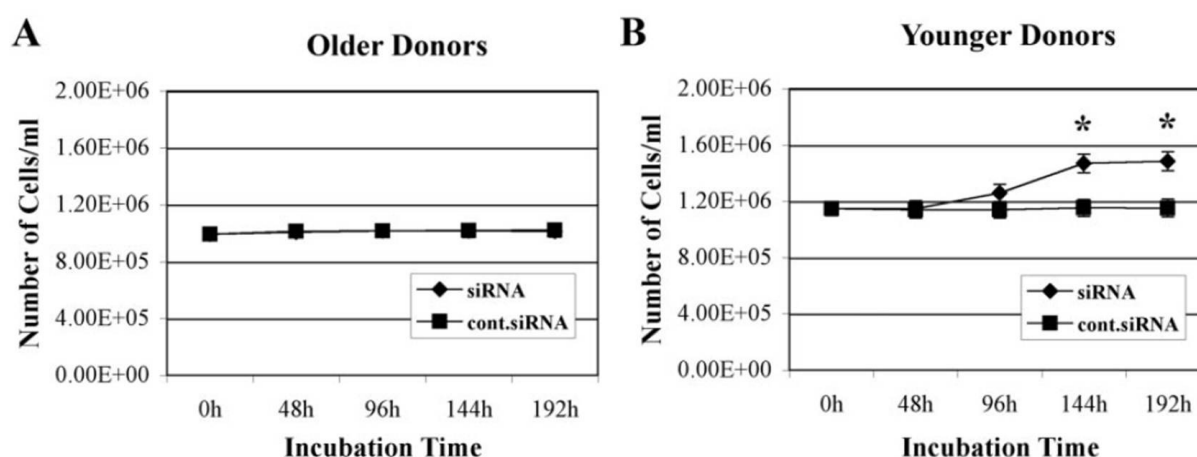 A
Older Donors
Number of Cells/ml
2.00E+06
1.60E+06
1.20E+06
8.00E+05
4.00E+05
0.00E+00
siRNA
cont.siRNA
0h 48h 96h 144h 192h
Incubation Time
B
Younger Donors
Number of Cells/ml
2.00E+06
1.60E+06
1.20E+06
8.00E+05
4.00E+05
0.00E+00
* *
siRNA
cont.siRNA
0h 48h 96h 144h 192h
Incubation Time